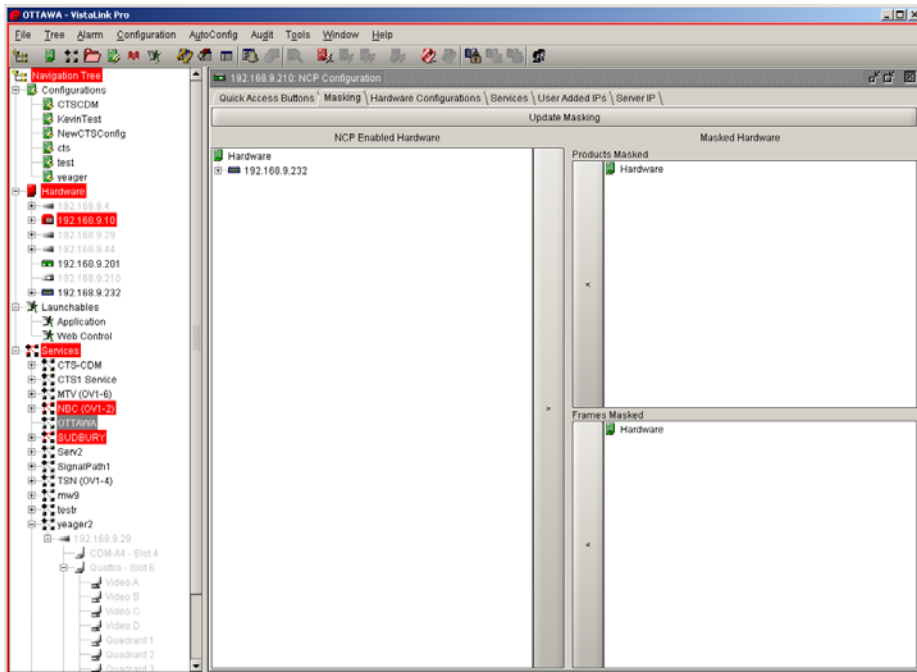 OTTAWA - VistaLink Pro
File Tree Alarm Configuration AutoConfig Audit Tools Window Help
Navigation Tree
Configurations
CTSCDM
KevinTest
NewCTSConfig
cts
test
yeager
Hardware
192.168.9.4
192.168.9.10
192.168.9.29
192.168.9.44
192.168.9.201
192.168.9.210
192.168.9.232
Launchables
Application
Web Control
Services
CTS-CDM
CTS1 Service
MTV (OV1-6)
NBC (OV1-2)
OTTAWA
SUDBURY
Serv2
SignalPath1
TSN (OV1-4)
mw9
testr
yeager2
192.168.9.29
CDM-A4 - Slot 4
Quattro - Slot 6
Video A
Video B
Video C
Video D
Quadrant 1
Quadrant 2
Quadrant 3
192.168.9.210: NCP Configuration
Quick Access Buttons Masking Hardware Configurations Services User Added IPs Server IP
Update Masking
NCP Enabled Hardware
Hardware
192.168.9.232
>
Masked Hardware
Products Masked
Hardware
<
Frames Masked
Hardware
<